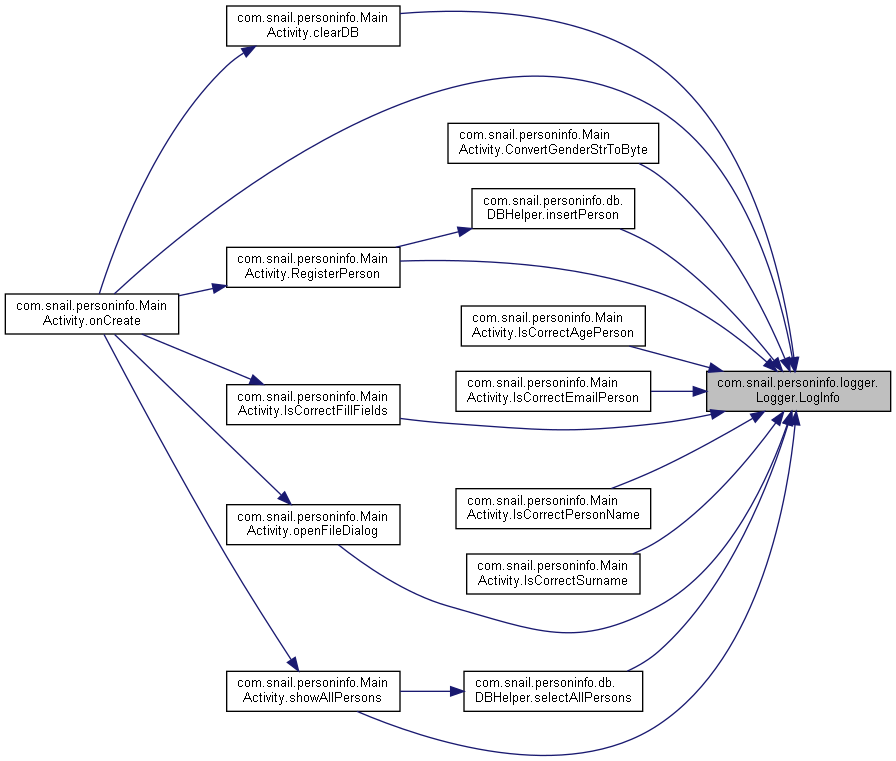 com.snail.personinfo.Main
Activity.clearDB
com.snail.personinfo.Main
Activity.ConvertGenderStrToByte
com.snail.personinfo.db.
DBHelper.insertPerson
com.snail.personinfo.Main
Activity.RegisterPerson
com.snail.personinfo.Main
Activity.onCreate
com.snail.personinfo.Main
Activity.IsCorrectAgePerson
com.snail.personinfo.logger.
Logger.LogInfo
com.snail.personinfo.Main
Activity.IsCorrectEmailPerson
com.snail.personinfo.Main
Activity.IsCorrectFillFields
com.snail.personinfo.Main
Activity.IsCorrectPersonName
com.snail.personinfo.Main
Activity.openFileDialog
com.snail.personinfo.Main
Activity.IsCorrectSurname
com.snail.personinfo.Main
Activity.showAllPersons
com.snail.personinfo.db.
DBHelper.selectAllPersons